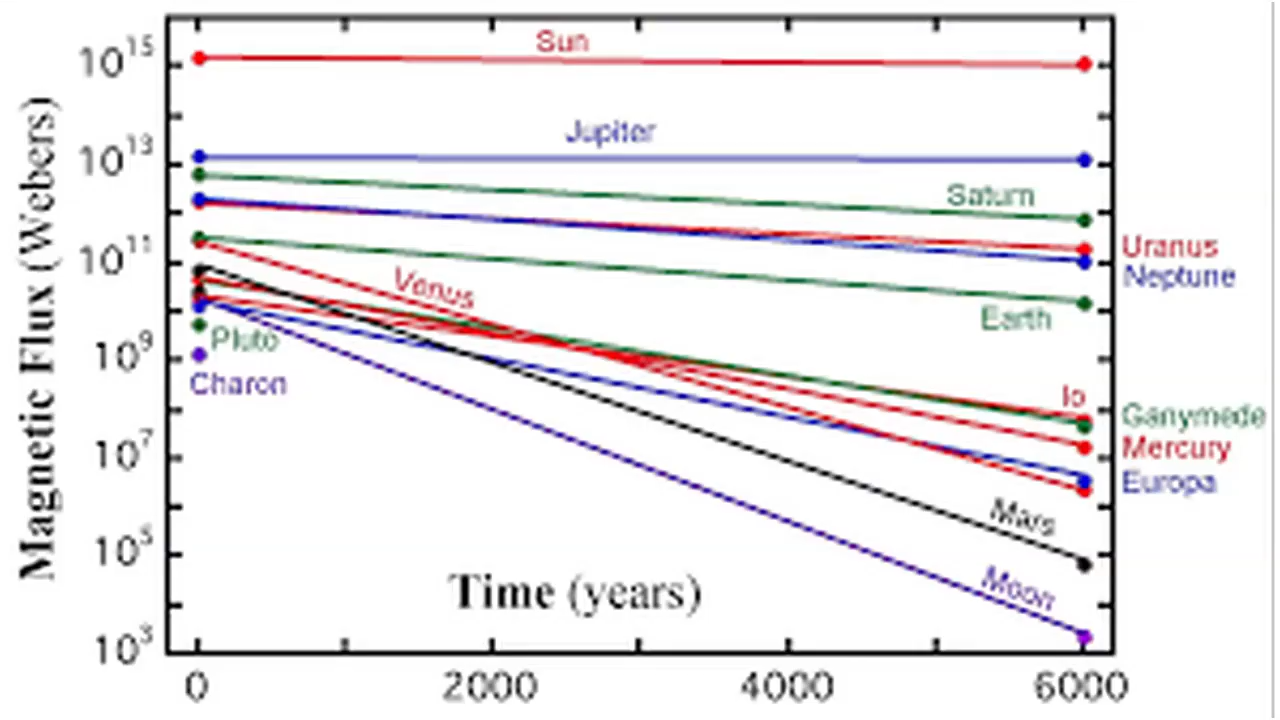 10^15
Sun
Jupiter
10^13
Saturn
10^11
Uranus
Neptune
Venus
Earth
Pluto
10^9
Charon
Io
Ganymede
10^7
Mercury
Europa
Mars
10^5
Moon
Time (years)
10^3
0 2000 4000 6000
Magnetic Flux (Webers)